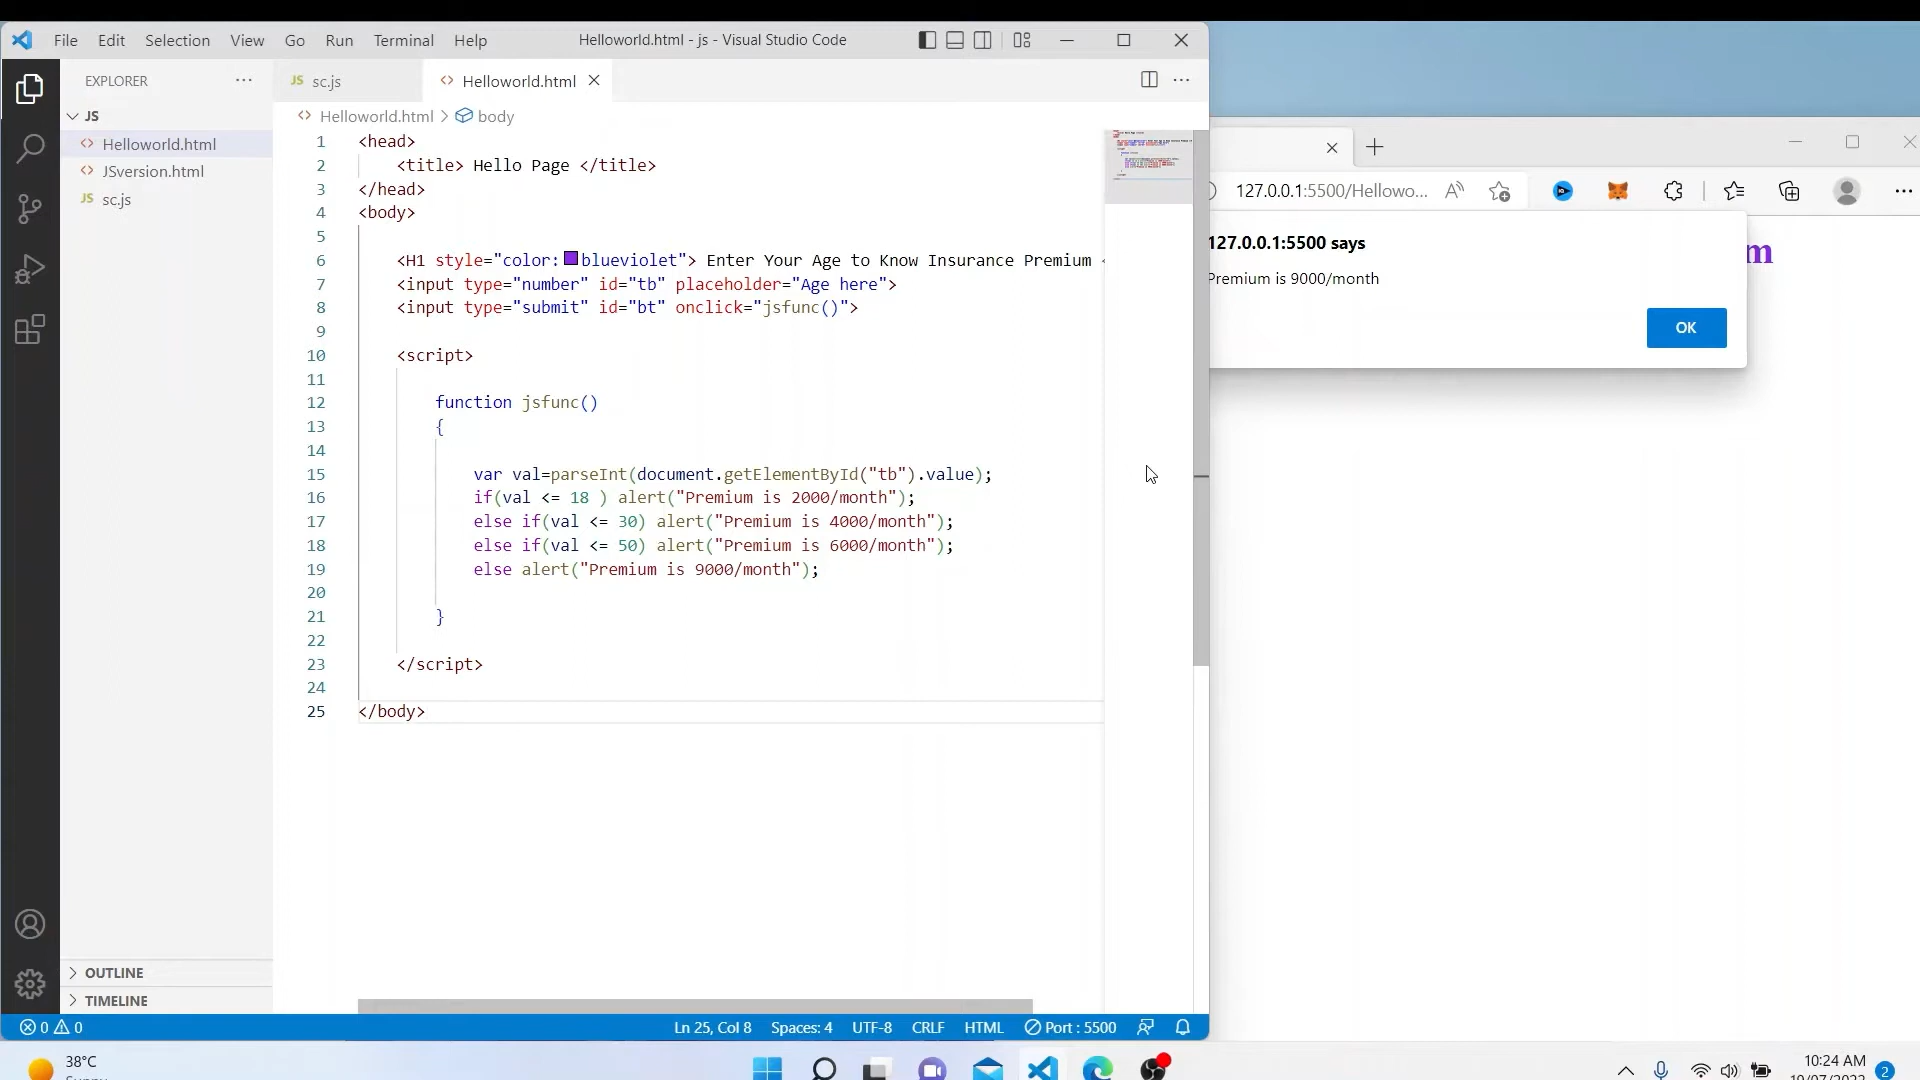 File Edit Selection View Go Run Terminal Help
Helloworld.html - js - Visual Studio Code
EXPLORER
JS sc.js
Helloworld.html
JS
Helloworld.html
JSversion.html
JS sc.js
Helloworld.html > body
1 <head>
2 <title> Hello Page </title>
3 </head>
4 <body>
5
6 <H1 style="color: blueviolet"> Enter Your Age to Know Insurance Premium <
7 <input type="number" id="tb" placeholder="Age here">
8 <input type="submit" id="bt" onclick="jsfunc()">
9
10 <script>
11
12 function jsfunc()
13 {
14
15 var val=parseInt(document.getElementById("tb").value);
16 if(val <= 18 ) alert("Premium is 2000/month");
17 else if(val <= 30) alert("Premium is 4000/month");
18 else if(val <= 50) alert("Premium is 6000/month");
19 else alert("Premium is 9000/month");
20
21 }
22
23 </script>
24
25 </body>
OUTLINE
TIMELINE
0 0
Ln 25, Col 8 Spaces: 4 UTF-8 CRLF HTML Port : 5500
127.0.0.1:5500/Hellowo...
127.0.0.1:5500 says
m
Premium is 9000/month
OK
38°C
10:24 AM
2